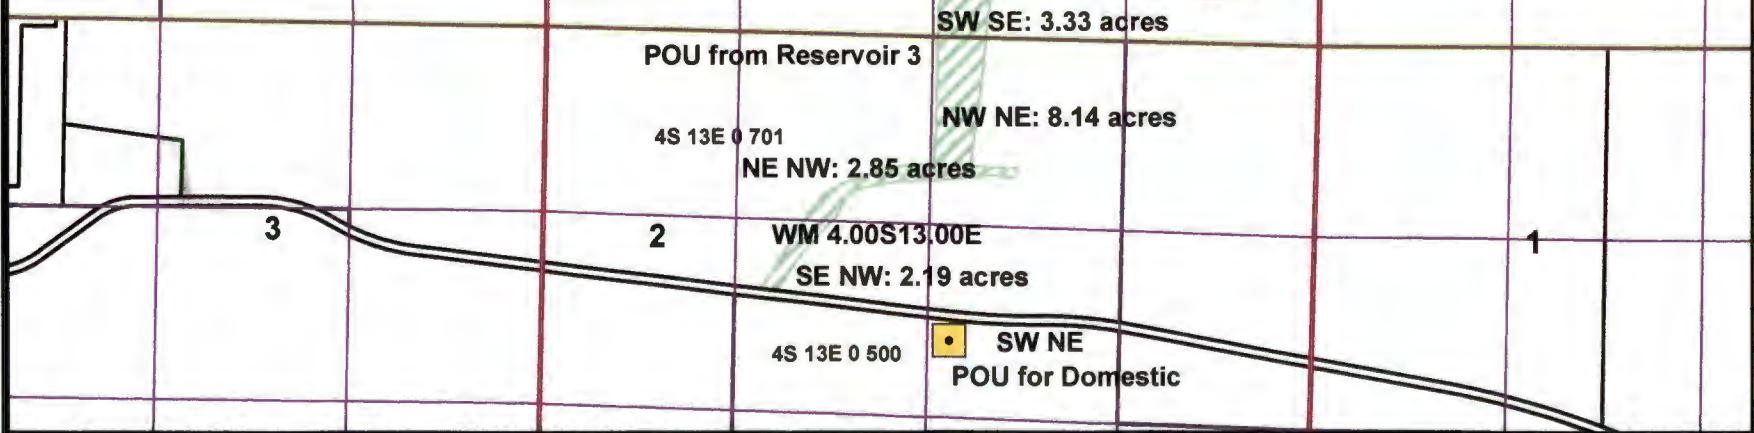 SW SE: 3.33 acres
POU from Reservoir 3
NW NE: 8.14 acres
4S 13E 0 701
NE NW: 2.85 acres
3
2
WM 4.00S13.00E
1
SE NW: 2.19 acres
SW NE
4S 13E 0 500
POU for Domestic